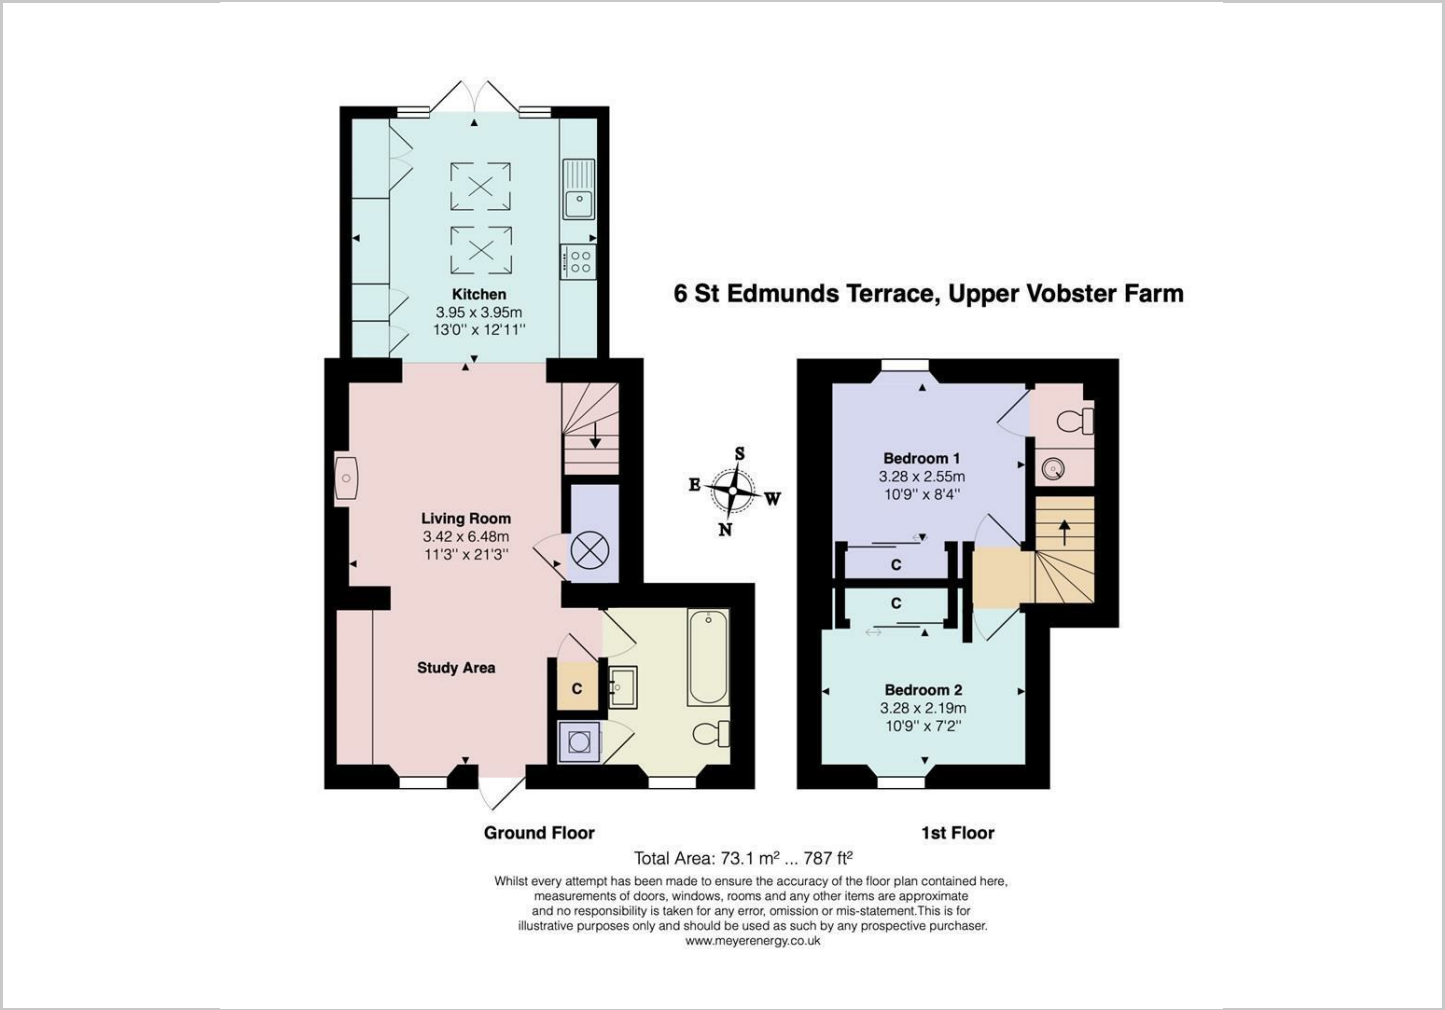 6 St Edmunds Terrace, Upper Vobster Farm
Kitchen
3.95 x 3.95m
13'0'' x 12'11''
Living Room
3.42 x 6.48m
11'3'' x 21'3''
Study Area
C
S
E
W
N
Bedroom 1
3.28 x 2.55m
10'9'' x 8'4''
C
C
Bedroom 2
3.28 x 2.19m
10'9'' x 7'2''
Ground Floor
1st Floor
Total Area: 73.1 m² ... 787 ft²
Whilst every attempt has been made to ensure the accuracy of the floor plan contained here,
measurements of doors, windows, rooms and any other items are approximate
and no responsibility is taken for any error, omission or mis-statement.This is for
illustrative purposes only and should be used as such by any prospective purchaser.
www.meyerenergy.co.uk